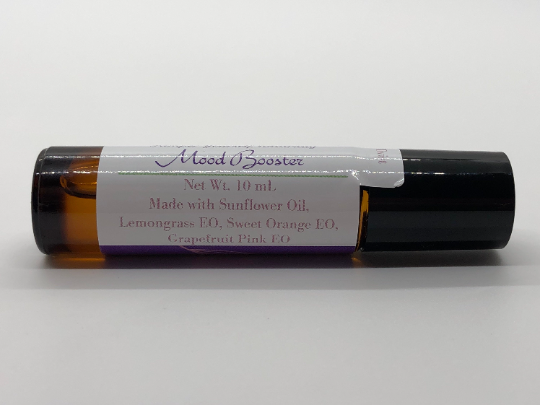 Mood Booster
Net Wt. 10 mL
Made with Sunflower Oil,
Lemongrass EO, Sweet Orange EO,
Grapefruit Pink EO